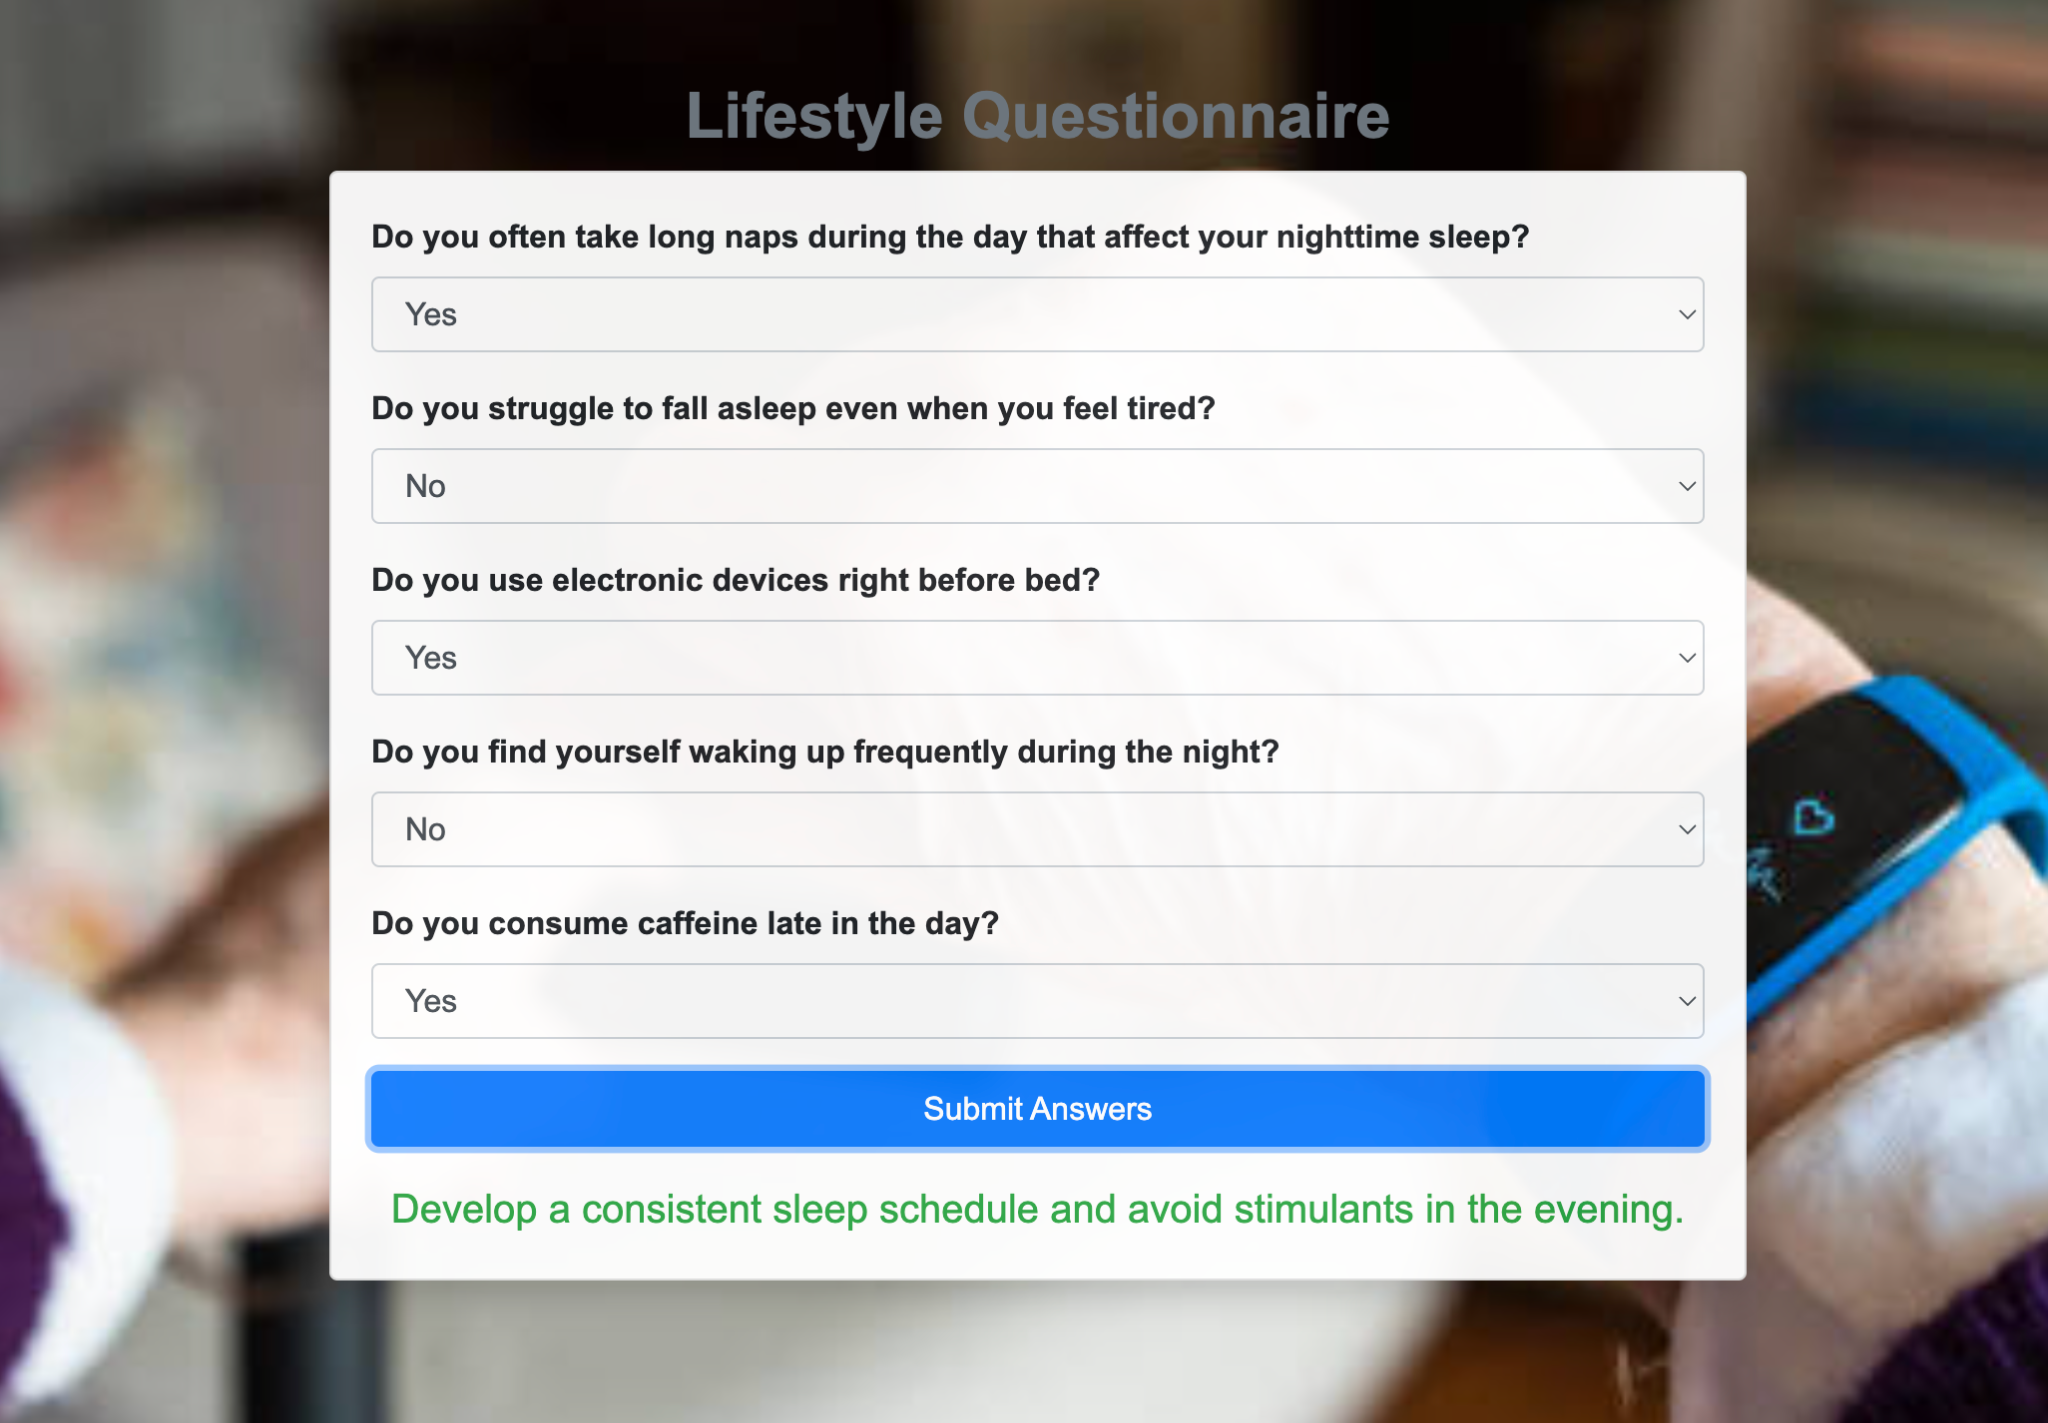 Lifestyle Questionnaire
Do you often take long naps during the day that affect your nighttime sleep?
Yes
Do you struggle to fall asleep even when you feel tired?
No
Do you use electronic devices right before bed?
Yes
Do you find yourself waking up frequently during the night?
No
Do you consume caffeine late in the day?
Yes
Submit Answers
Develop a consistent sleep schedule and avoid stimulants in the evening.